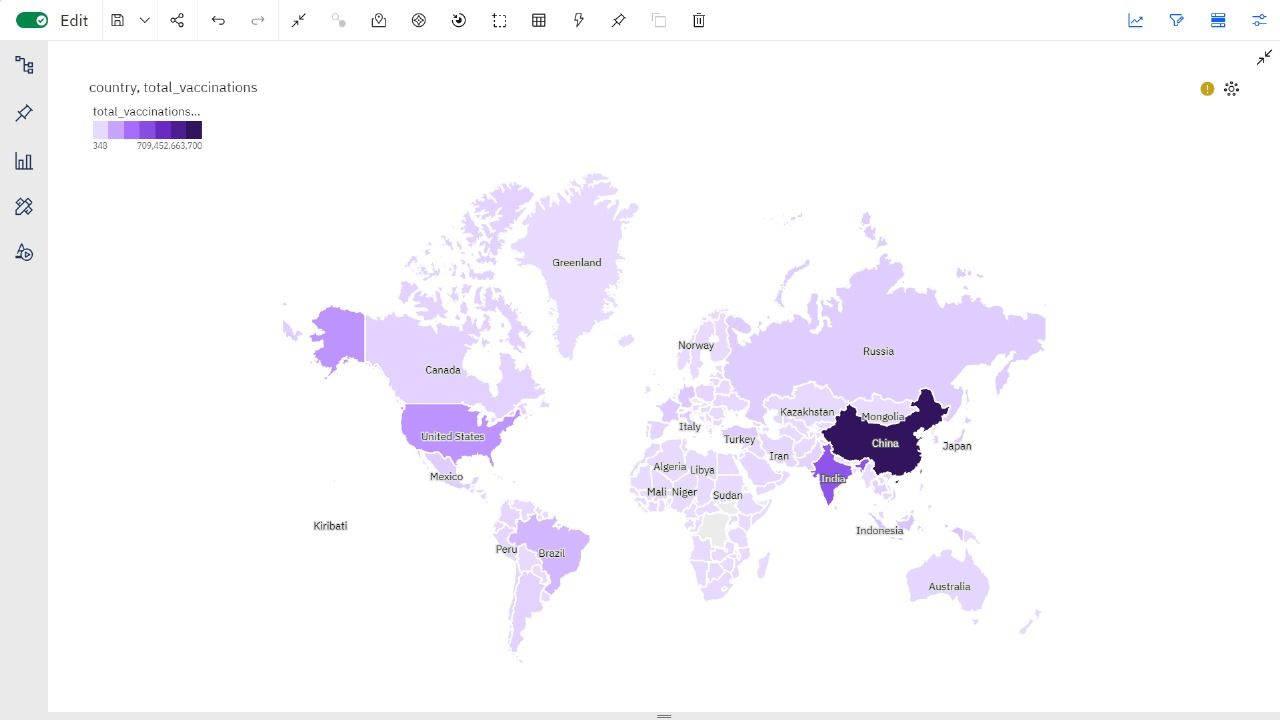 Edit
country, total_vaccinations
total_vaccinations...
348 709,452,663,700
Greenland
Norway
Russia
Canada
Kazakhstan
Mongolia
Italy
United States
Turkey
China
Japan
Iran
Algeria
Libya
Mexico
India
Mali
Niger
Sudan
Kiribati
Indonesia
Peru
Brazil
Australia